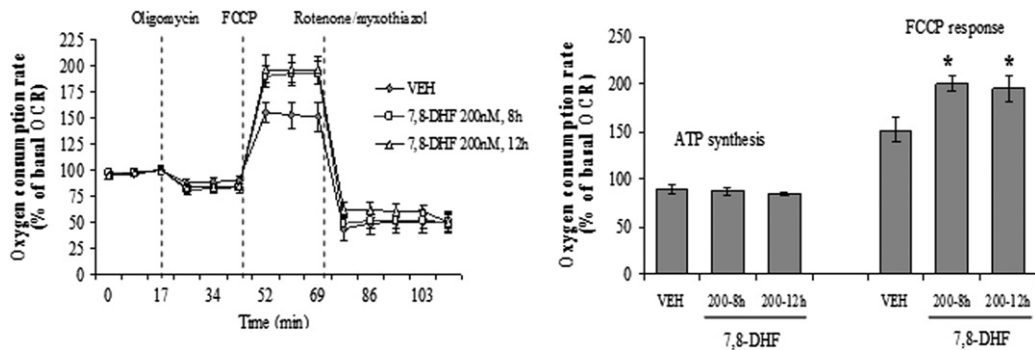 Oligomycin FCCP Rotenone/myxothiazol
Oxygen consumption rate
(% of basal OCR)
225
200
175
150
125
100
75
50
25
0
0 17 34 52 69 86 103
Time (min)
VEH
7,8-DHF 200nM, 8h
7,8-DHF 200nM, 12h
Oxygen consumption rate
(% of basal OCR)
250
200
150
100
50
0
ATP synthesis
FCCP response
* *
VEH 200-8h 200-12h VEH 200-8h 200-12h
7,8-DHF 7,8-DHF